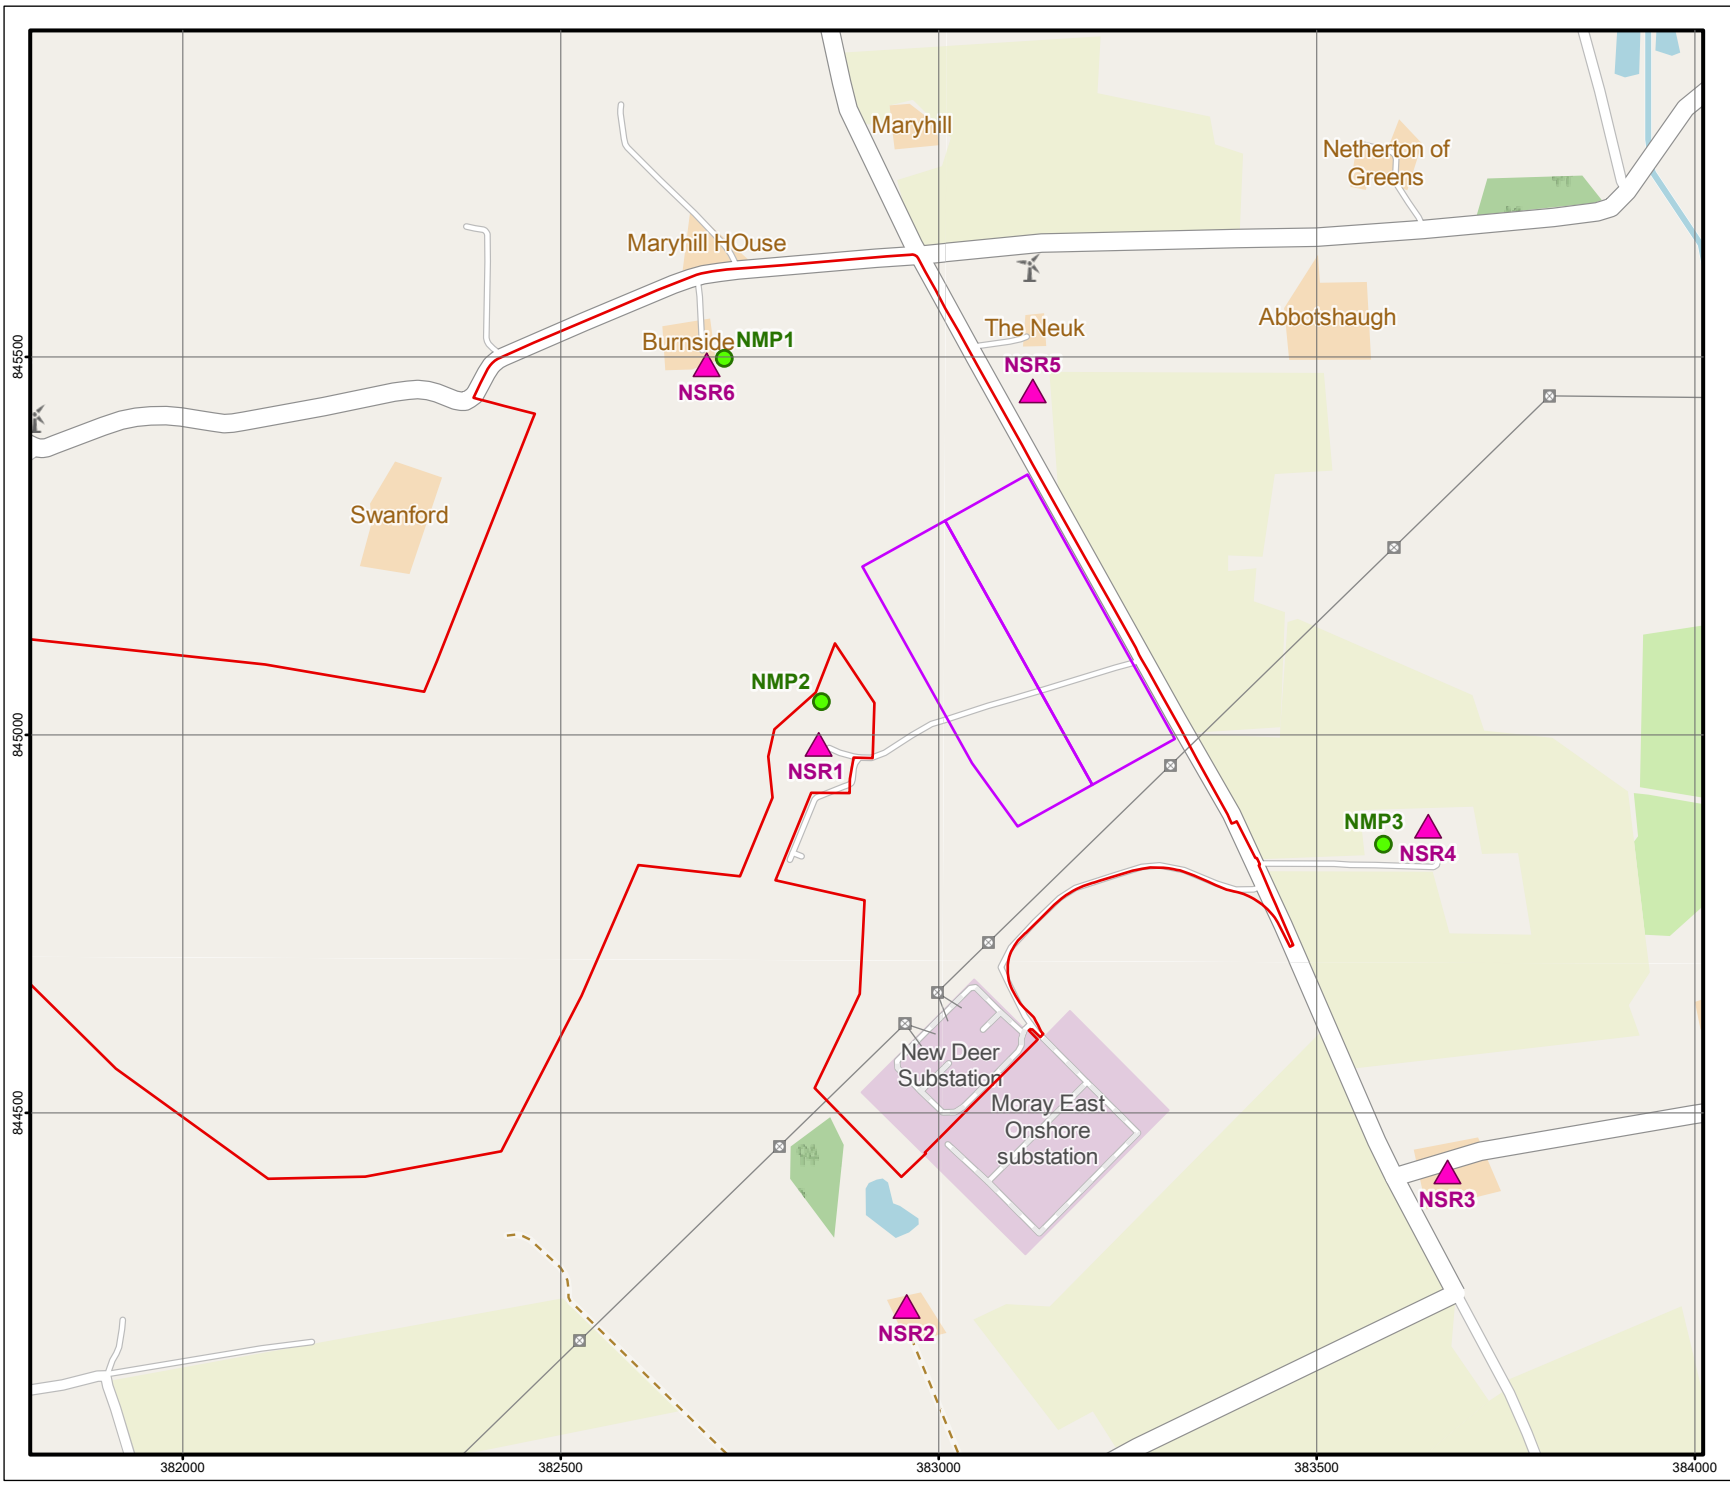 Maryhill
Netherton of
Greens
Maryhill HOuse
Abbotshaugh
The Neuk
Burnside
NMP1
NSR5
NSR6
845500
Swanford
NMP2
845000
NSR1
NMP3
NSR4
New Deer
Substation
Moray East
Onshore
substation
844500
NSR3
NSR2
382000
382500
383000
383500
384000